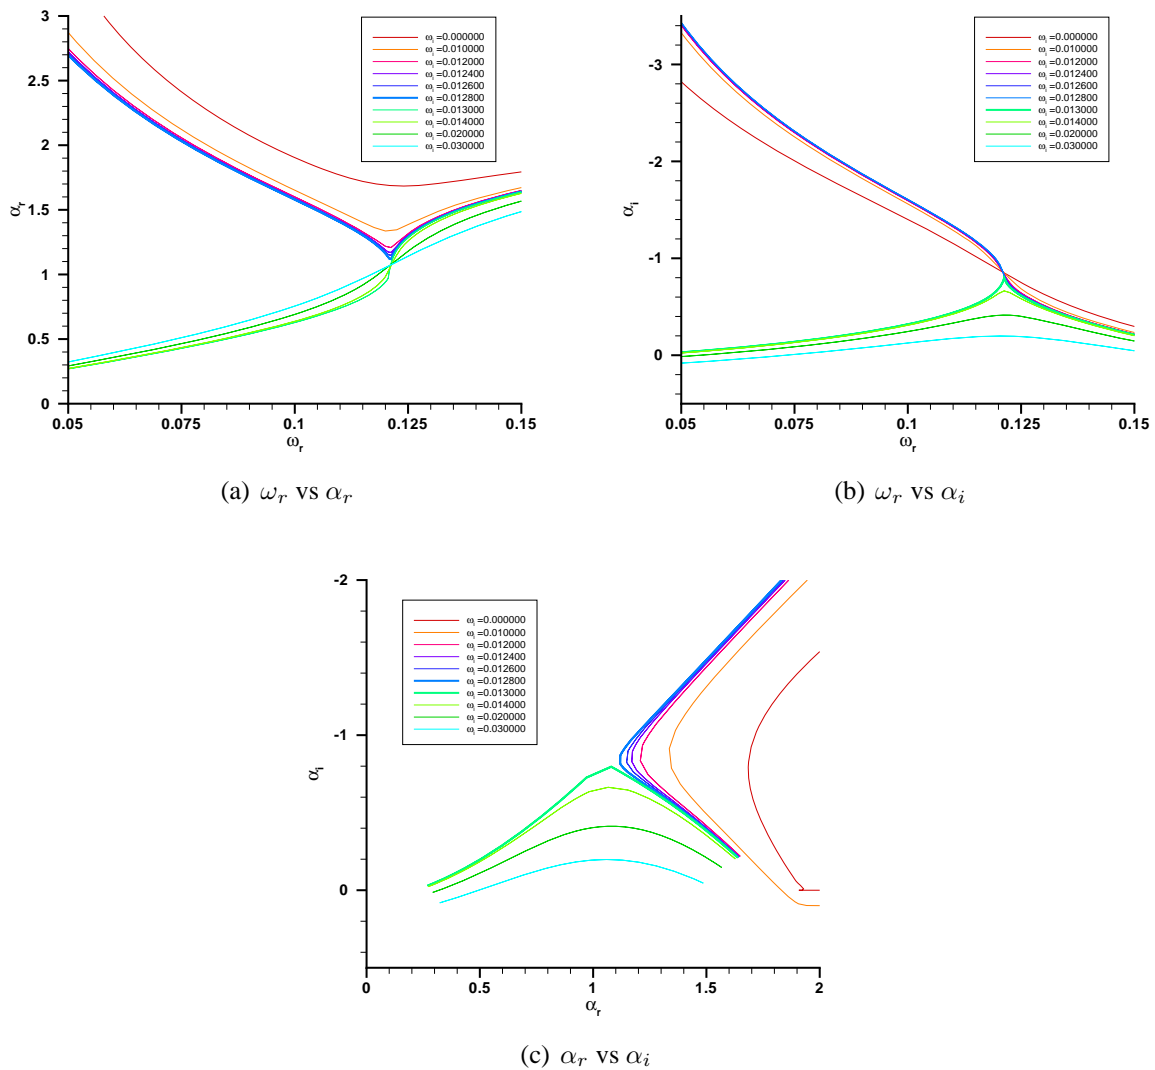 3
2.5
2
1.5
1
0.5
0
α_r
0.05
0.075
0.1
0.125
0.15
ω_r
ω_i =0.000000
ω_i =0.010000
ω_i =0.012000
ω_i =0.012400
ω_i =0.012600
ω_i =0.012800
ω_i =0.013000
ω_i =0.014000
ω_i =0.020000
ω_i =0.030000
(a) ω_r vs α_r
-3
-2
-1
0
α_i
0.05
0.075
0.1
0.125
0.15
ω_r
ω_i =0.000000
ω_i =0.010000
ω_i =0.012000
ω_i =0.012400
ω_i =0.012600
ω_i =0.012800
ω_i =0.013000
ω_i =0.014000
ω_i =0.020000
ω_i =0.030000
(b) ω_r vs α_i
-2
-1
0
α_i
0
0.5
1
1.5
2
α_r
ω_i =0.000000
ω_i =0.010000
ω_i =0.012000
ω_i =0.012400
ω_i =0.012600
ω_i =0.012800
ω_i =0.013000
ω_i =0.014000
ω_i =0.020000
ω_i =0.030000
(c) α_r vs α_i